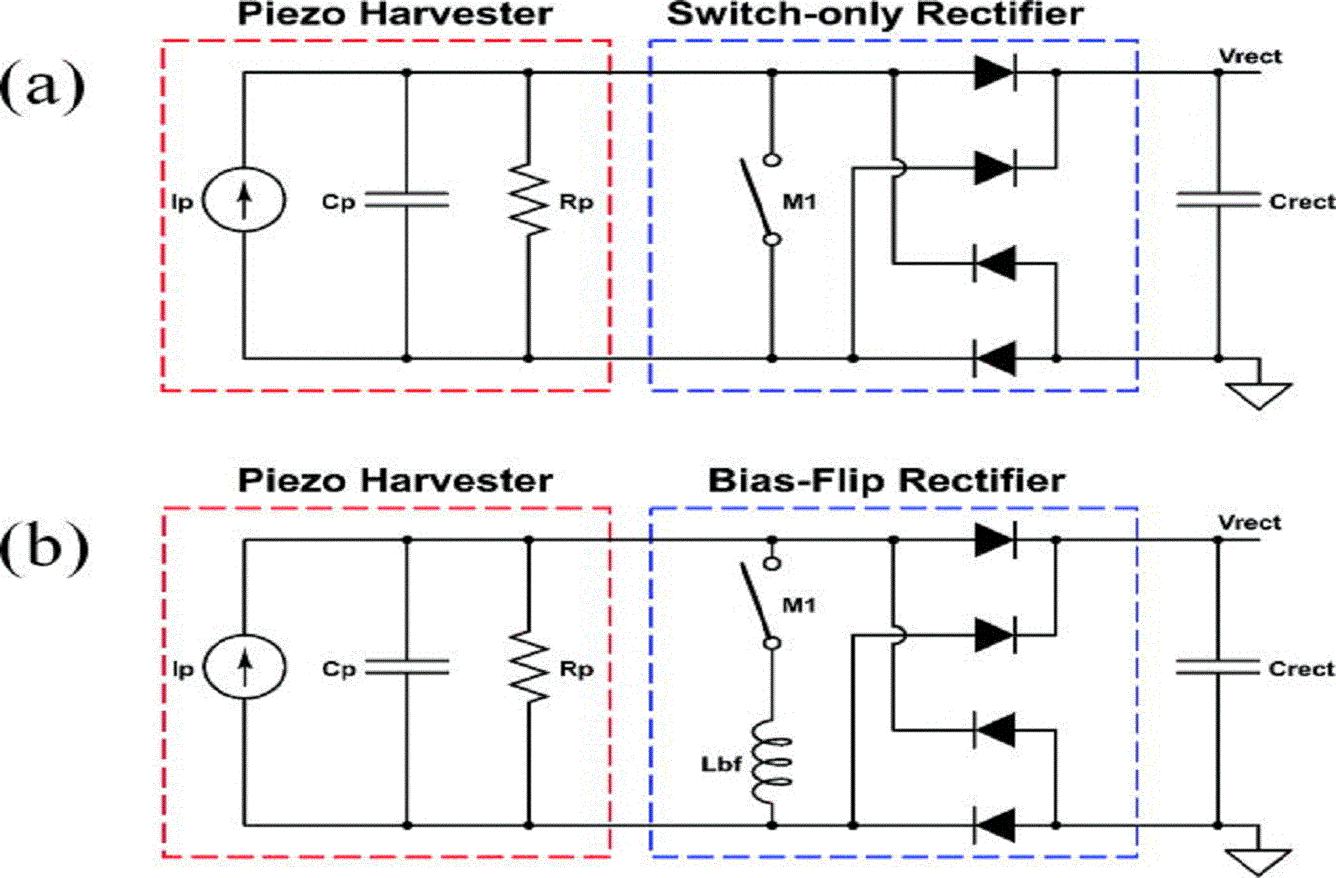 Piezo Harvester Switch-only Rectifier
(a)
Vrect
Ip
Cp
Rp
M1
Crect
Piezo Harvester Bias-Flip Rectifier
(b)
Vrect
M1
Ip
Cp
Rp
Crect
Lbf